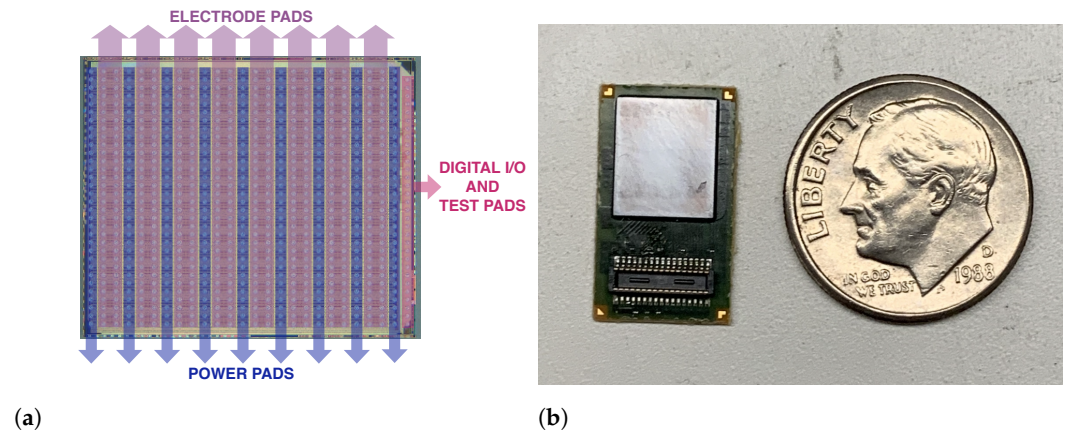 ELECTRODE PADS
DIGITAL I/O
AND
TEST PADS
POWER PADS
(a)
LIBERTY
IN GOD
WE TRUST
D
1988
(b)